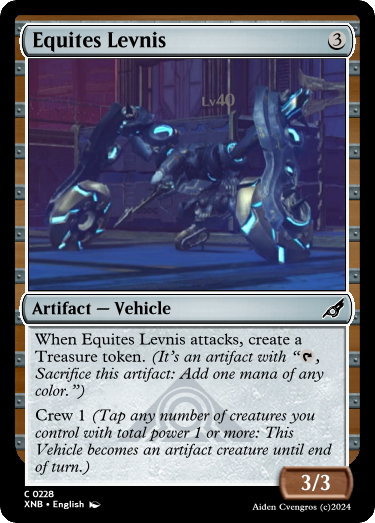 Equites Levnis 3
Lv40
Artifact — Vehicle
When Equites Levnis attacks, create a
Treasure token. (It's an artifact with “T,
Sacrifice this artifact: Add one mana of any
color.”)
Crew 1 (Tap any number of creatures you
control with total power 1 or more: This
Vehicle becomes an artifact creature until end
of turn.)
3/3
C 0228
XNB • English
Aiden Cvengros (c)2024